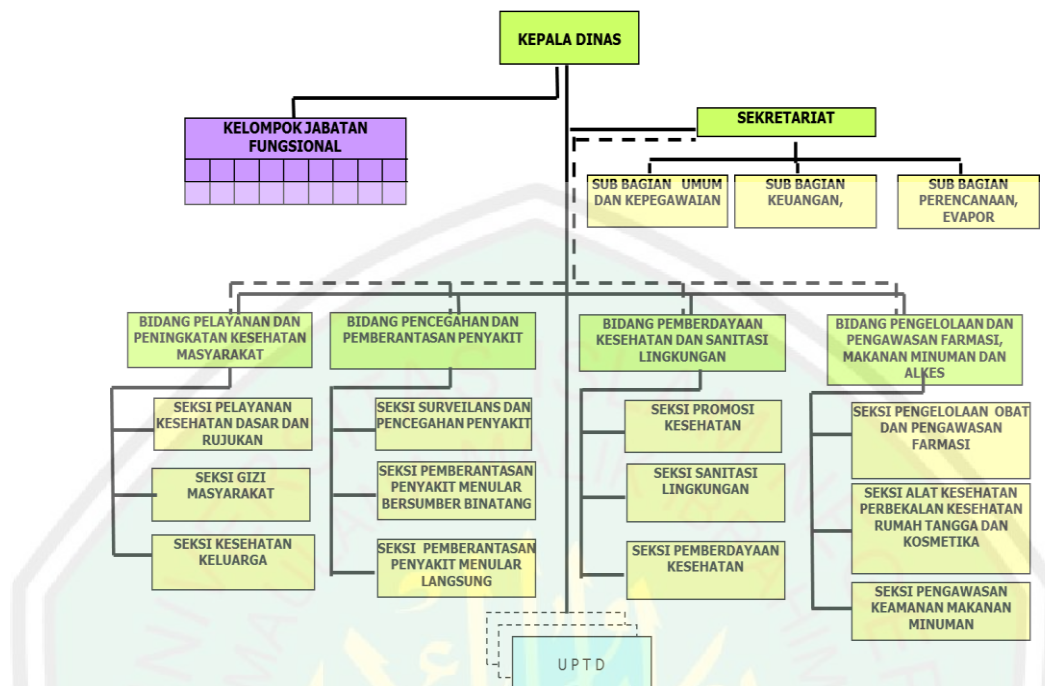 KEPALA DINAS
KELOMPOK JABATAN
FUNGSIONAL
SEKRETARIAT
SUB BAGIAN UMUM
DAN KEPEGAWAIAN
SUB BAGIAN
KEUANGAN,
SUB BAGIAN
PERENCANAAN,
EVAPOR
BIDANG PELAYANAN DAN
PENINGKATAN KESEHATAN
MASYARAKAT
SEKSI PELAYANAN
KESEHATAN DASAR DAN
RUJUKAN
SEKSI GIZI
MASYARAKAT
SEKSI KESEHATAN
KELUARGA
BIDANG PENCEGAHAN DAN
PEMBERANTASAN PENYAKIT
SEKSI SURVEILANS DAN
PENCEGAHAN PENYAKIT
SEKSI PEMBERANTASAN
PENYAKIT MENULAR
BERSUMBER BINATANG
SEKSI PEMBERANTASAN
PENYAKIT MENULAR
LANGSUNG
BIDANG PEMBERDAYAAN
KESEHATAN DAN SANITASI
LINGKUNGAN
SEKSI PROMOSI
KESEHATAN
SEKSI SANITASI
LINGKUNGAN
SEKSI PEMBERDAYAAN
KESEHATAN
BIDANG PENGELOLAAN DAN
PENGAWASAN FARMASI,
MAKANAN MINUMAN DAN
ALKES
SEKSI PENGELOLAAN OBAT
DAN PENGAWASAN
FARMASI
SEKSI ALAT KESEHATAN
PERBEKALAN KESEHATAN
RUMAH TANGGA DAN
KOSMETIKA
SEKSI PENGAWASAN
KEAMANAN MAKANAN
MINUMAN
UPTD